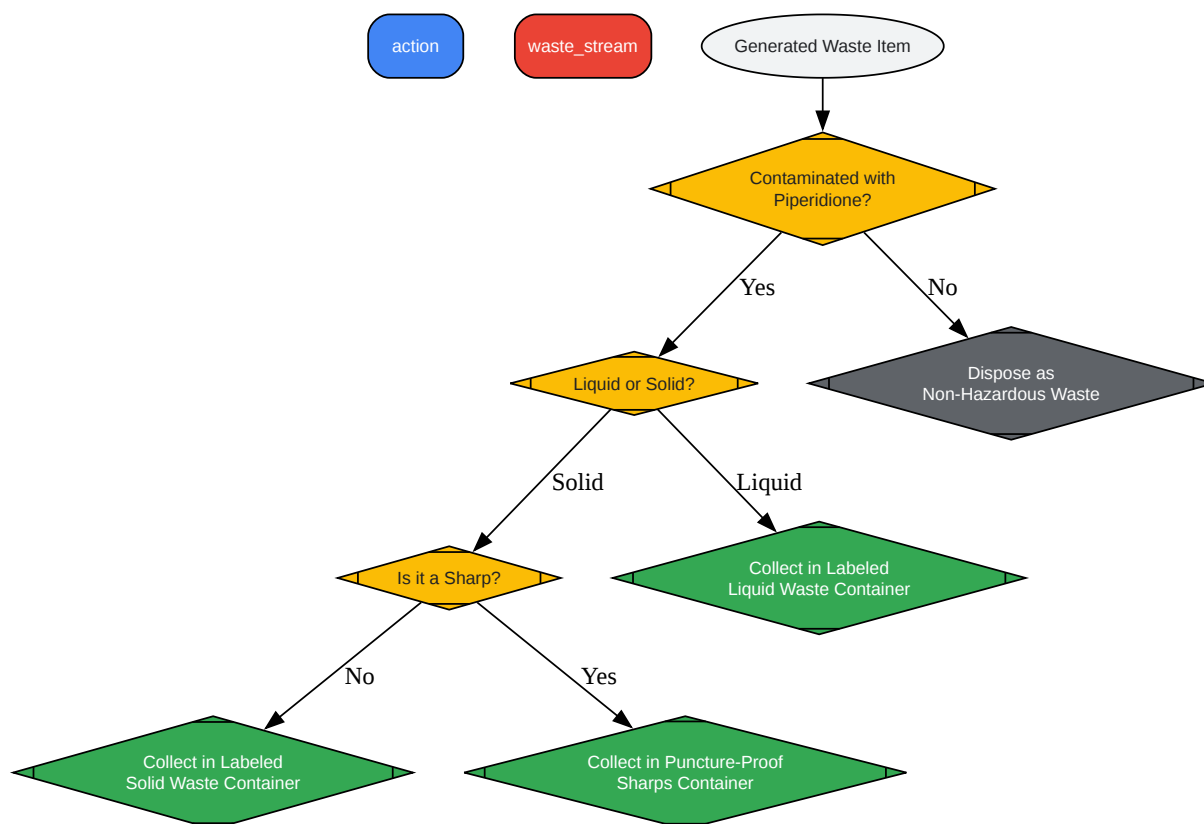 action
waste_stream
Generated Waste Item
Contaminated with
Piperidione?
Yes
No
Liquid or Solid?
Dispose as
Non-Hazardous Waste
Solid
Liquid
Is it a Sharp?
Collect in Labeled
Liquid Waste Container
No
Yes
Collect in Labeled
Solid Waste Container
Collect in Puncture-Proof
Sharps Container